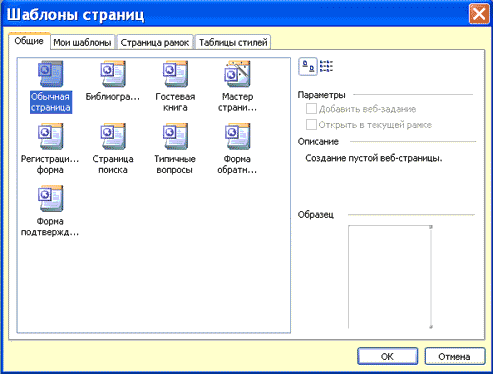 Шаблоны страниц
Общие
Мои шаблоны
Страница рамок
Таблицы стилей
Обычная
страница
Библиогра...
Гостевая
книга
Мастер
страни...
Регистраци...
форма
Страница
поиска
Типичные
вопросы
Форма
обратн...
Форма
подтвержд...
Параметры
Добавить веб-задание
Открыть в текущей рамке
Описание
Создание пустой веб-страницы.
Образец
ОК
Отмена